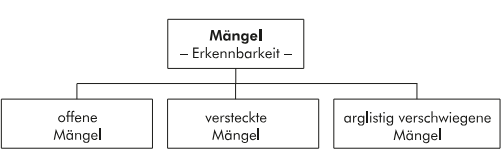 Mängel
– Erkennbarkeit –
offene
Mängel
versteckte
Mängel
arglistig verschwiegene
Mängel